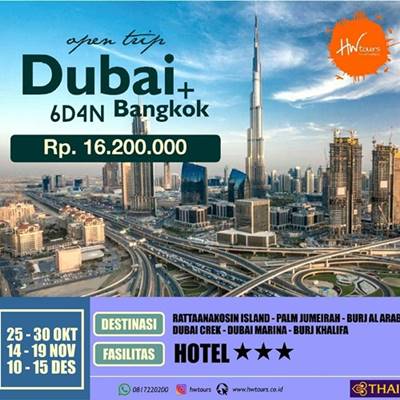 open trip
HW tours
Dubai +
6D4N Bangkok
Rp. 16.200.000
25 - 30 OKT
14 - 19 NOV
10 - 15 DES
DESTINASI
RATTAANAKOSIN ISLAND - PALM JUMEIRAH - BURJ AL ARAB
DUBAI CREK - DUBAI MARINA - BURJ KHALIFA
FASILITAS
HOTEL ★★★
0817220200
hwtours
www.hwtours.co.id
THAI